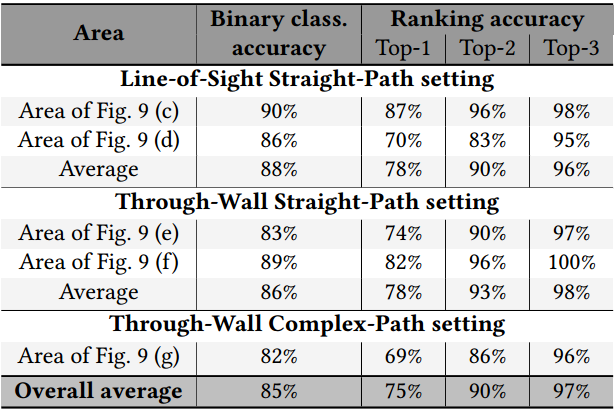 Area Binary class. accuracy Ranking accuracy
Top-1 Top-2 Top-3
Line-of-Sight Straight-Path setting
Area of Fig. 9 (c) 90% 87% 96% 98%
Area of Fig. 9 (d) 86% 70% 83% 95%
Average 88% 78% 90% 96%
Through-Wall Straight-Path setting
Area of Fig. 9 (e) 83% 74% 90% 97%
Area of Fig. 9 (f) 89% 82% 96% 100%
Average 86% 78% 93% 98%
Through-Wall Complex-Path setting
Area of Fig. 9 (g) 82% 69% 86% 96%
Overall average 85% 75% 90% 97%